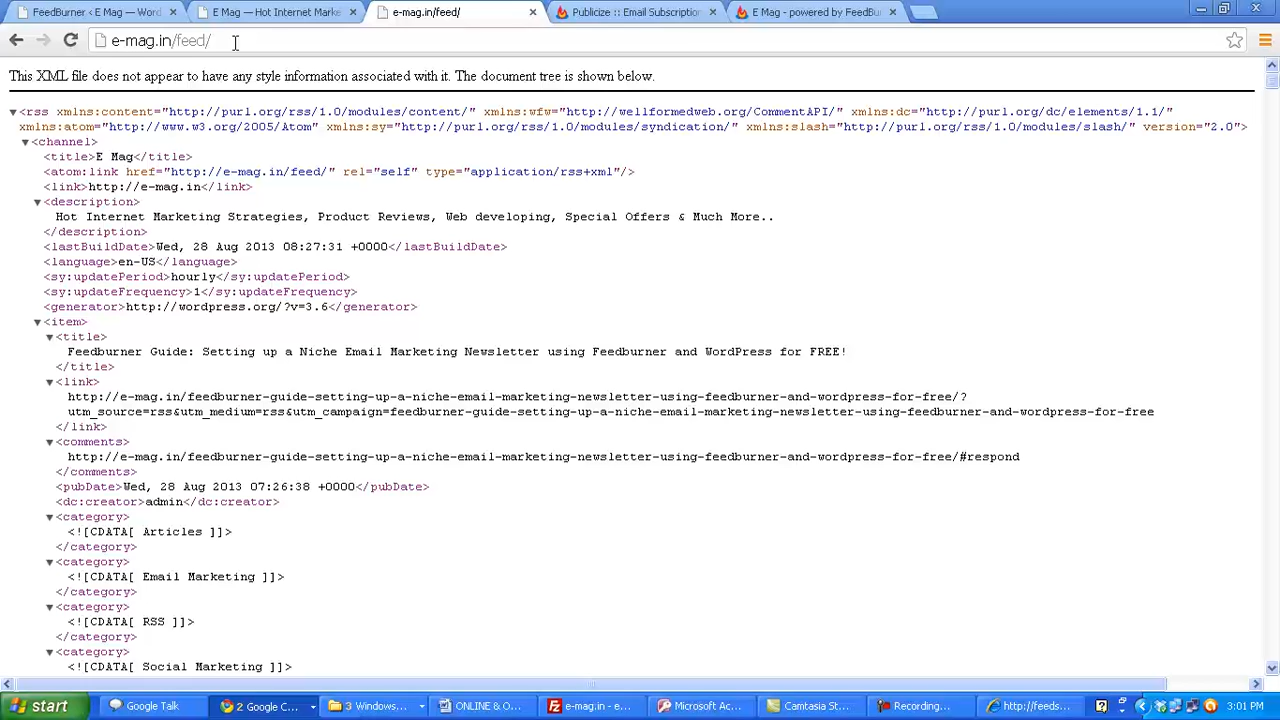 FeedBurner ‹ E Mag — Word
E Mag — Hot Internet Marke
e-mag.in/feed/
Publicize :: Email Subscription
E Mag - powered by FeedBu
e-mag.in/feed/
This XML file does not appear to have any style information associated with it. The document tree is shown below.
<rss xmlns:content="http://purl.org/rss/1.0/modules/content/" xmlns:wfw="http://wellformedweb.org/CommentAPI/" xmlns:dc="http://purl.org/dc/elements/1.1/"
xmlns:atom="http://www.w3.org/2005/Atom" xmlns:sy="http://purl.org/rss/1.0/modules/syndication/" xmlns:slash="http://purl.org/rss/1.0/modules/slash/" version="2.0">
<channel>
<title>E Mag</title>
<atom:link href="http://e-mag.in/feed/" rel="self" type="application/rss+xml"/>
<link>http://e-mag.in</link>
<description>
Hot Internet Marketing Strategies, Product Reviews, Web developing, Special Offers & Much More..
</description>
<lastBuildDate>Wed, 28 Aug 2013 08:27:31 +0000</lastBuildDate>
<language>en-US</language>
<sy:updatePeriod>hourly</sy:updatePeriod>
<sy:updateFrequency>1</sy:updateFrequency>
<generator>http://wordpress.org/?v=3.6</generator>
<item>
<title>
Feedburner Guide: Setting up a Niche Email Marketing Newsletter using Feedburner and WordPress for FREE!
</title>
<link>
http://e-mag.in/feedburner-guide-setting-up-a-niche-email-marketing-newsletter-using-feedburner-and-wordpress-for-free/?
utm_source=rss&utm_medium=rss&utm_campaign=feedburner-guide-setting-up-a-niche-email-marketing-newsletter-using-feedburner-and-wordpress-for-free
</link>
<comments>
http://e-mag.in/feedburner-guide-setting-up-a-niche-email-marketing-newsletter-using-feedburner-and-wordpress-for-free/#respond
</comments>
<pubDate>Wed, 28 Aug 2013 07:26:38 +0000</pubDate>
<dc:creator>admin</dc:creator>
<category>
<![CDATA[ Articles ]]>
</category>
<category>
<![CDATA[ Email Marketing ]]>
</category>
<category>
<![CDATA[ RSS ]]>
</category>
<category>
<![CDATA[ Social Marketing ]]>
start
Google Talk
2 Google C...
3 Windows...
ONLINE & O...
e-mag.in - e...
Microsoft Ac...
Camtasia St...
Recording...
http://feeds...
3:01 PM